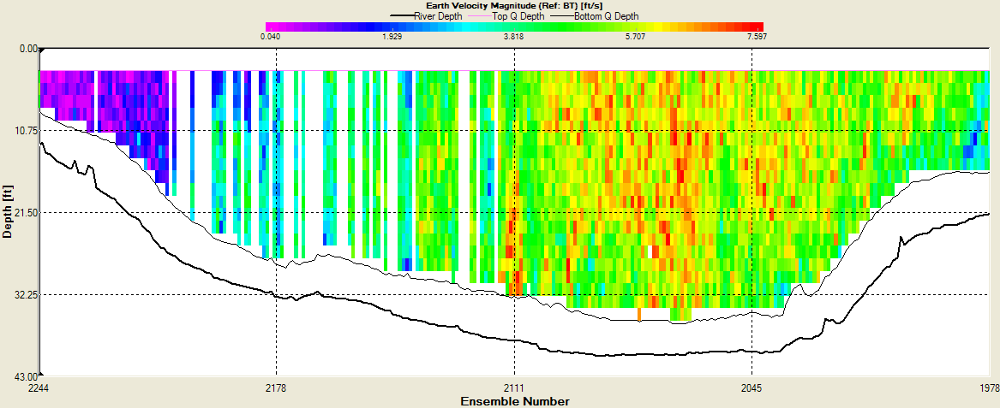 Earth Velocity Magnitude (Ref: BT) [ft/s]
River Depth Top Q Depth Bottom Q Depth
0.040 1.929 3.818 5.707 7.597
0.00
10.75
21.50
32.25
43.00
Depth [ft]
2244 2178 2111 2045 1978
Ensemble Number